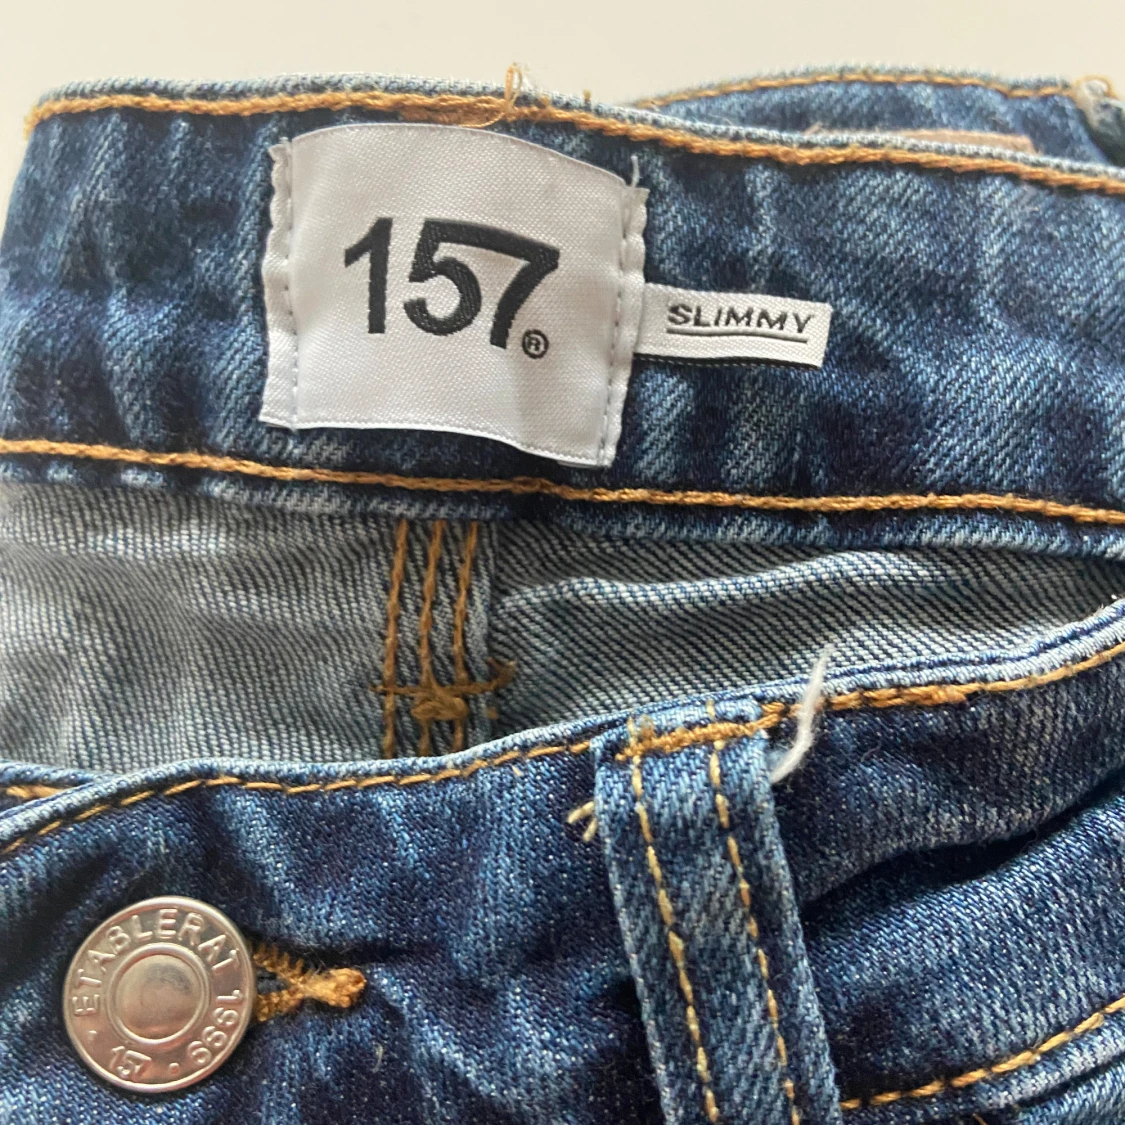 157®
SLIMMY
ETABLERAT 1999 · 157 ·